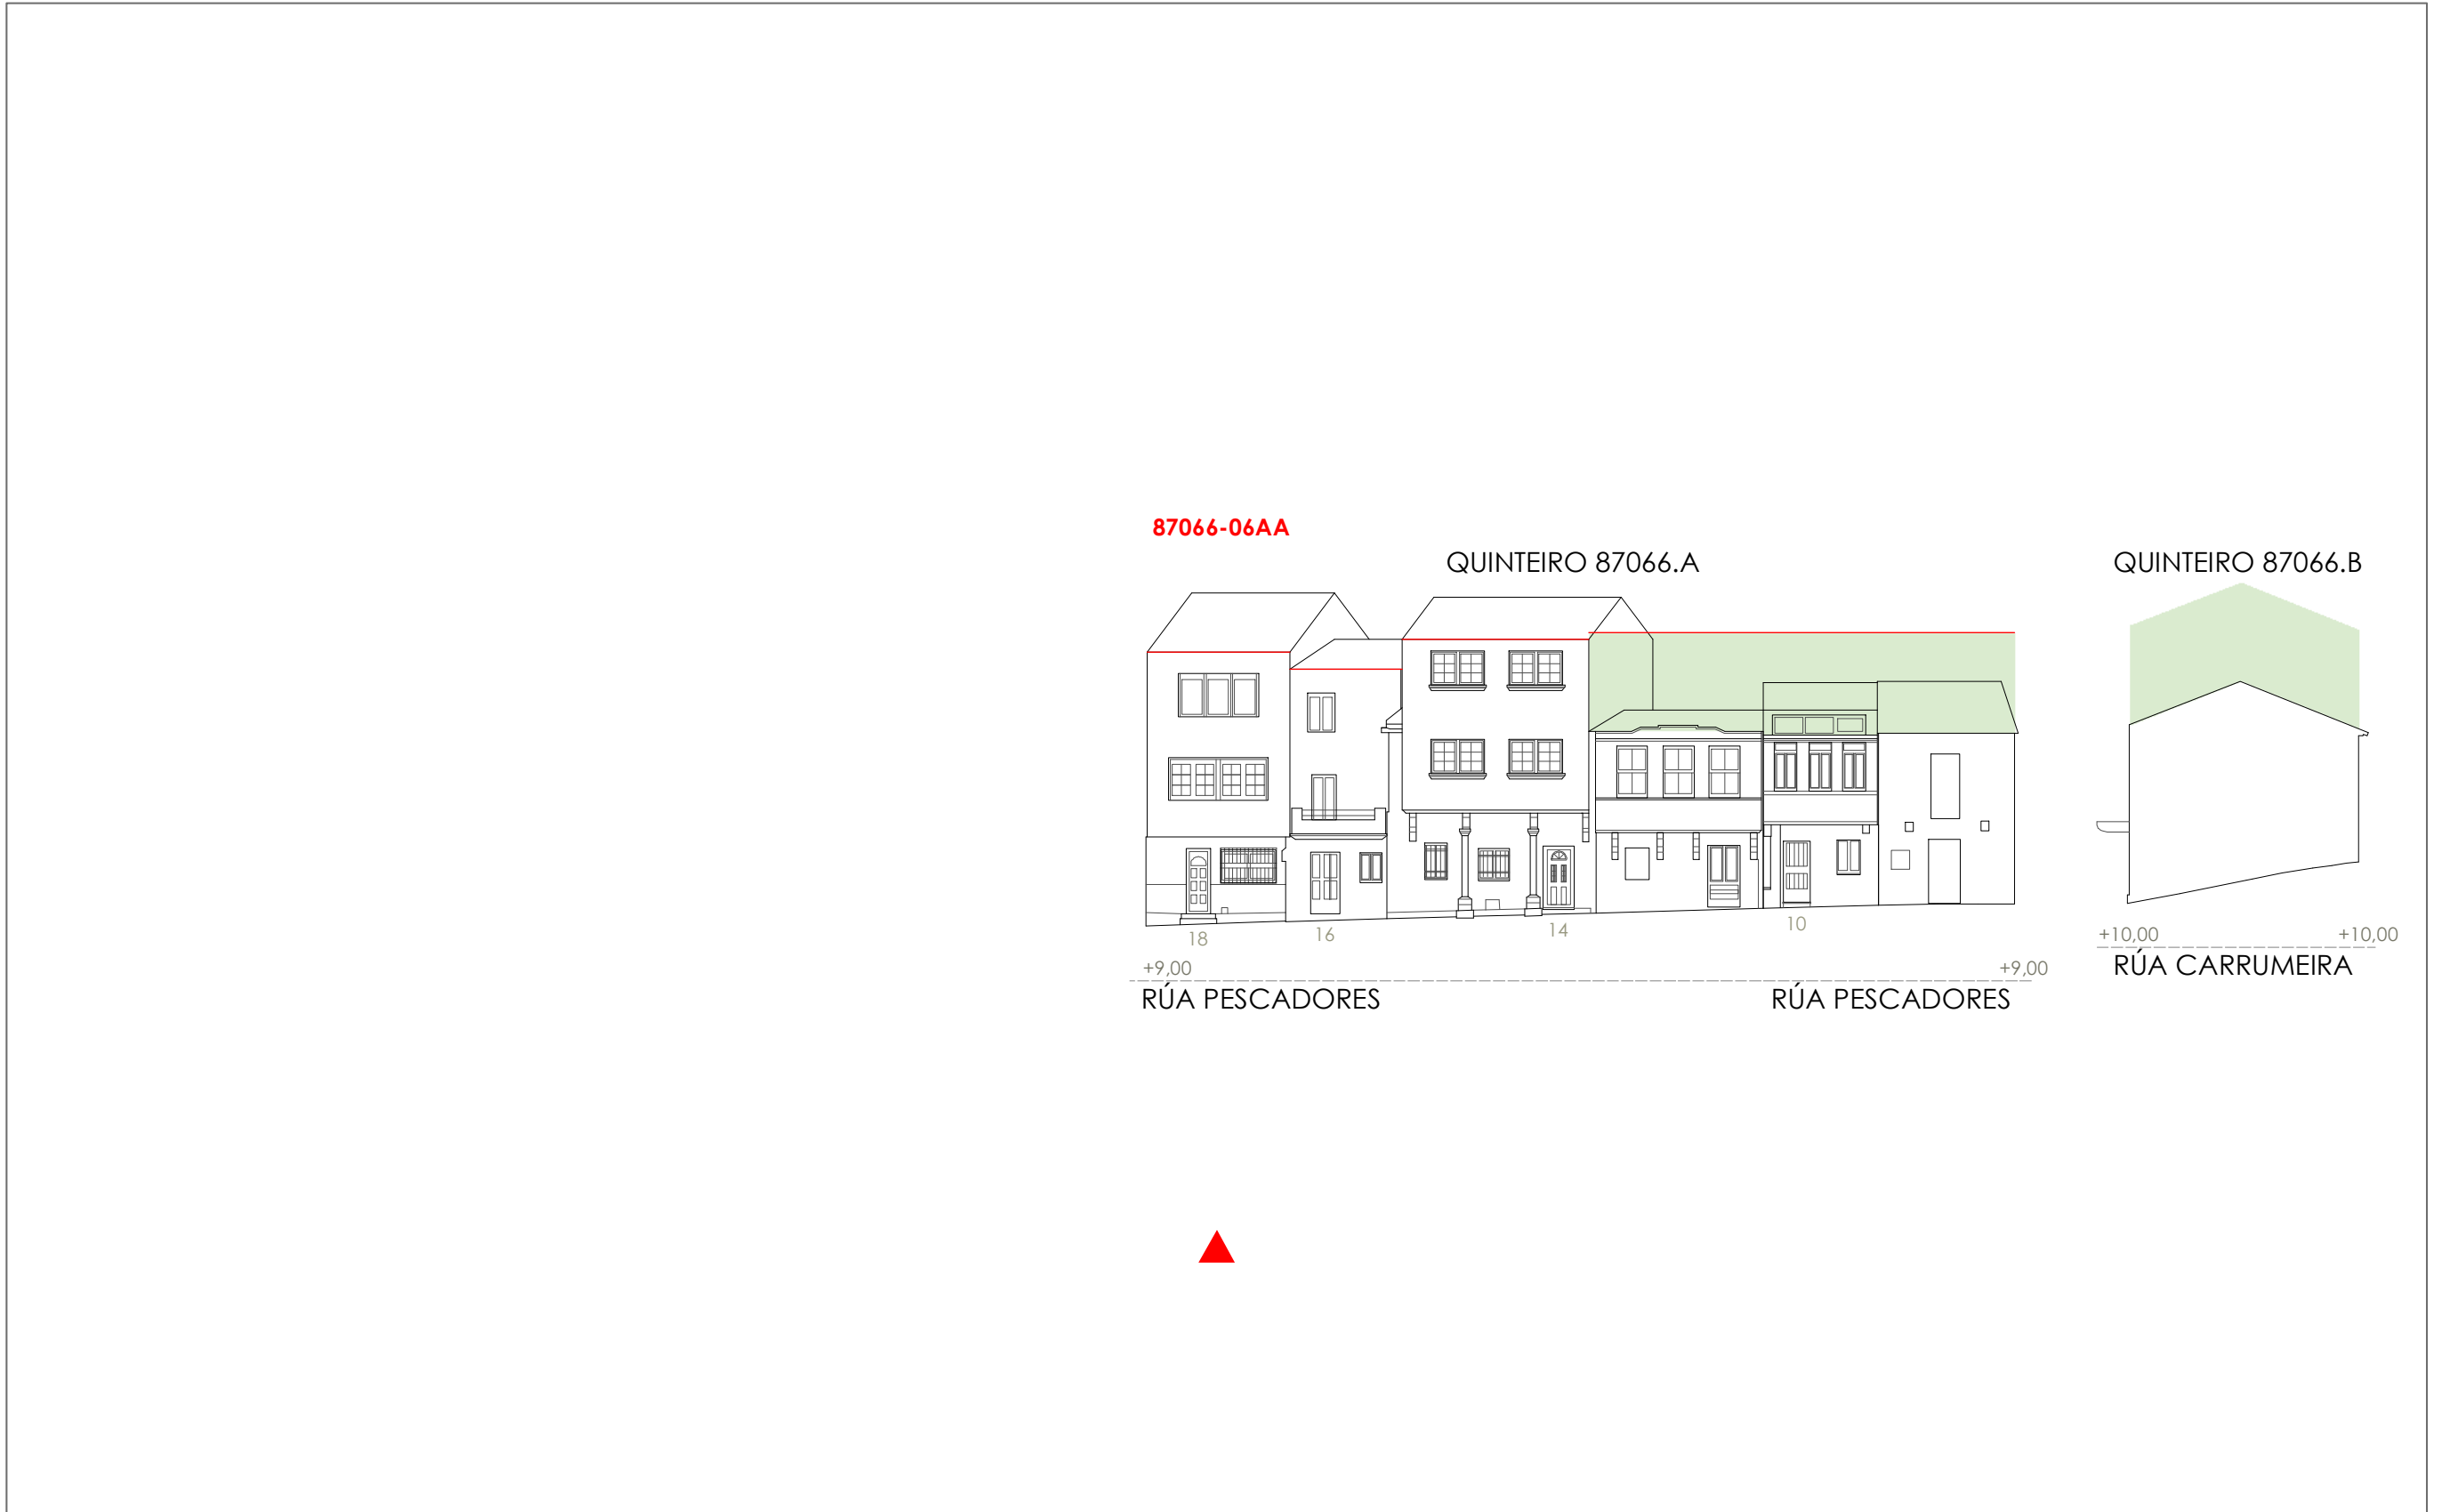 87066-06AA
QUINTEIRO 87066.A
QUINTEIRO 87066.B
18
16
14
10
+9,00
+9,00
RÚA PESCADORES
RÚA PESCADORES
+10,00
+10,00
RÚA CARRUMEIRA